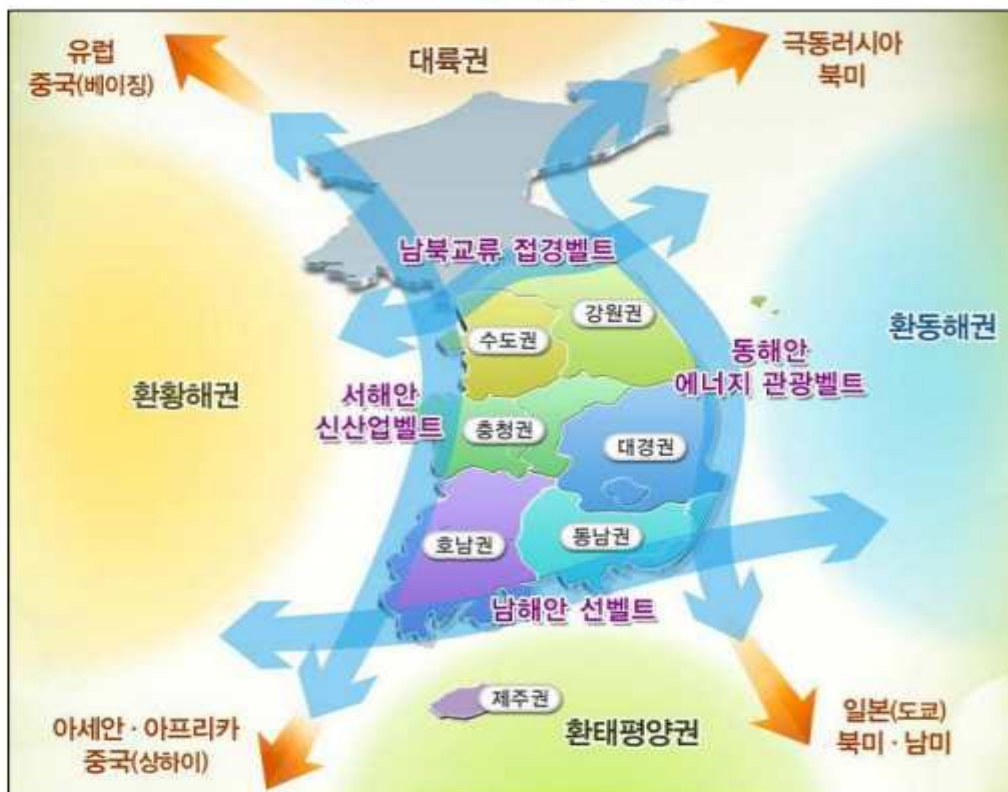 유럽
중국(베이징)
대륙권
극동러시아
북미
남북교류 접경벨트
수도권
강원권
환동해권
동해안
에너지 관광벨트
환황해권
서해안
신산업벨트
충청권
대경권
호남권
동남권
남해안 선벨트
제주권
환태평양권
아세안·아프리카
중국(상하이)
일본(도쿄)
북미·남미